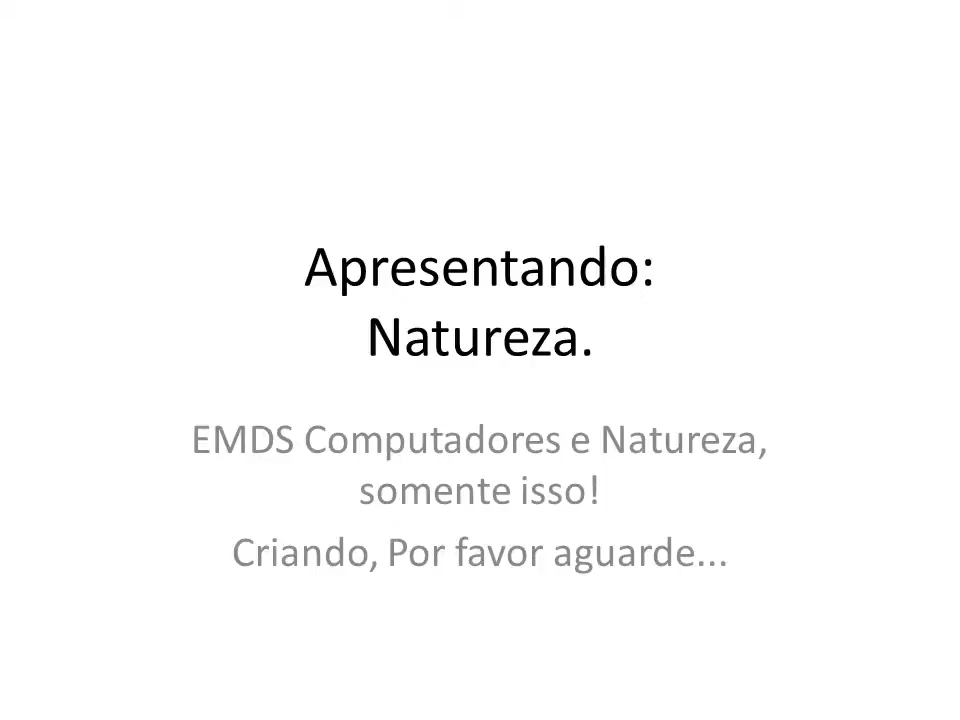 Apresentando:
Natureza.
EMDS Computadores e Natureza,
somente isso!
Criando, Por favor aguarde...